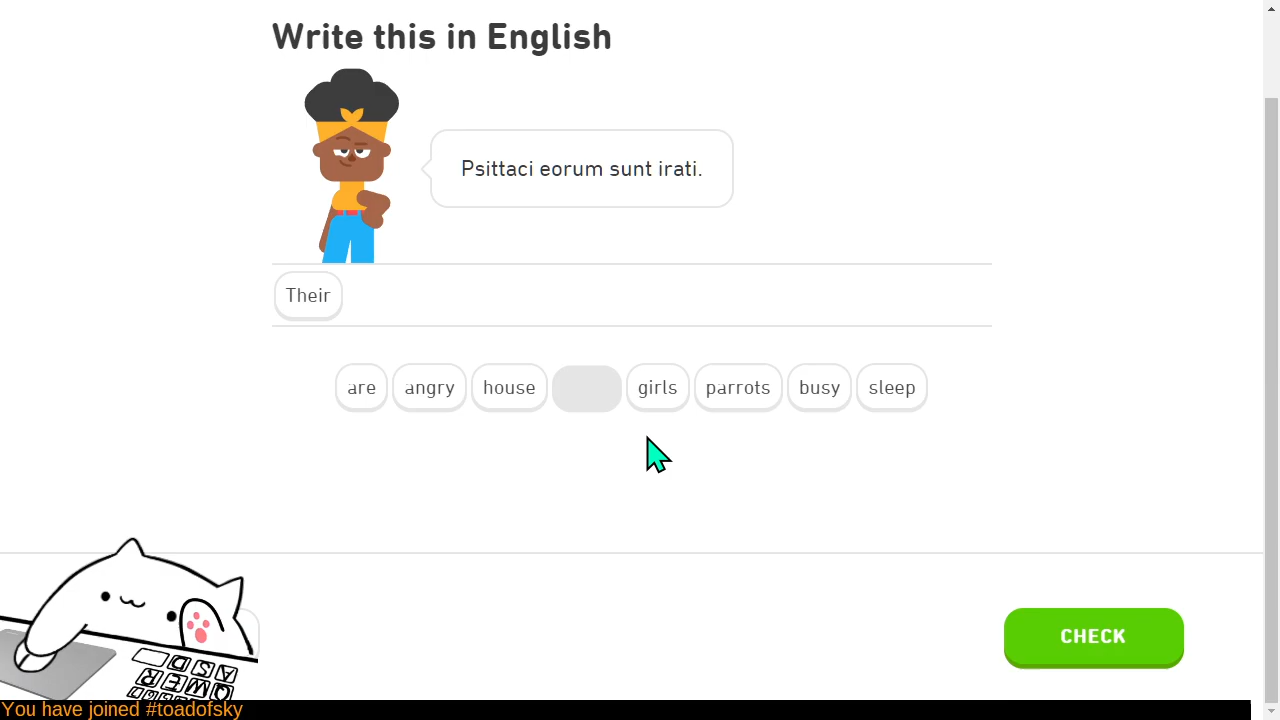 Write this in English
Psittaci eorum sunt irati.
Their
are angry house girls parrots busy sleep
CHECK
A S D
Q W E R
You have joined #toadofsky